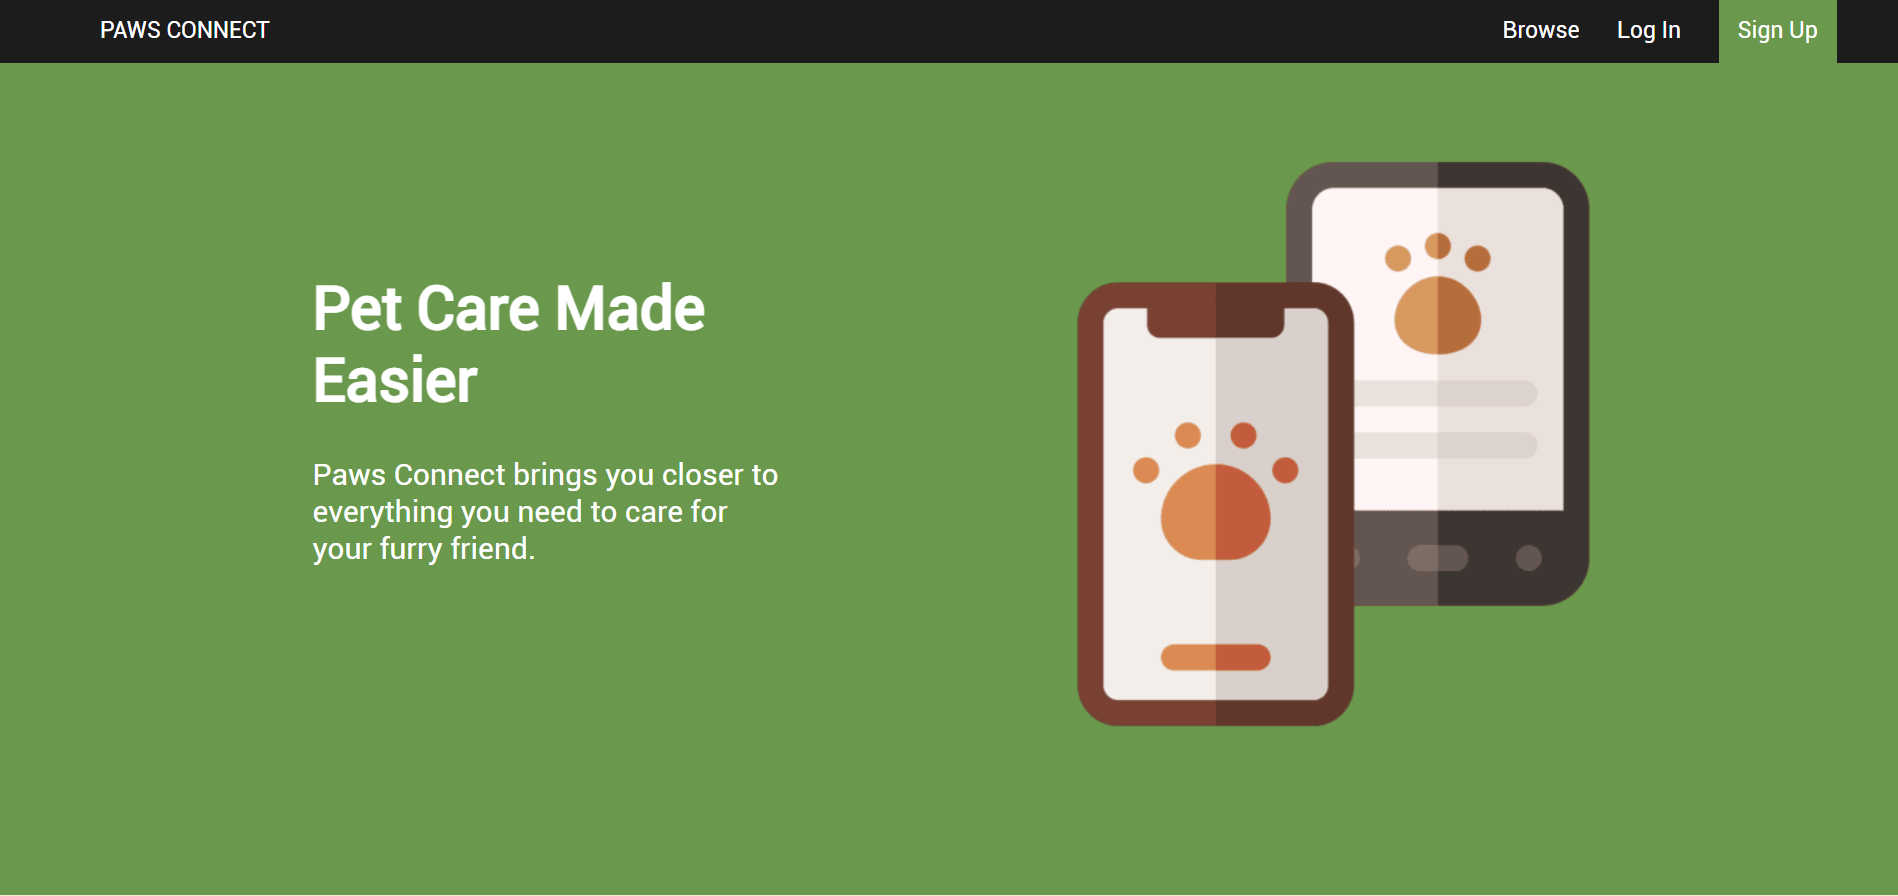 PAWS CONNECT
Browse
Log In
Sign Up
Pet Care Made
Easier
Paws Connect brings you closer to
everything you need to care for
your furry friend.